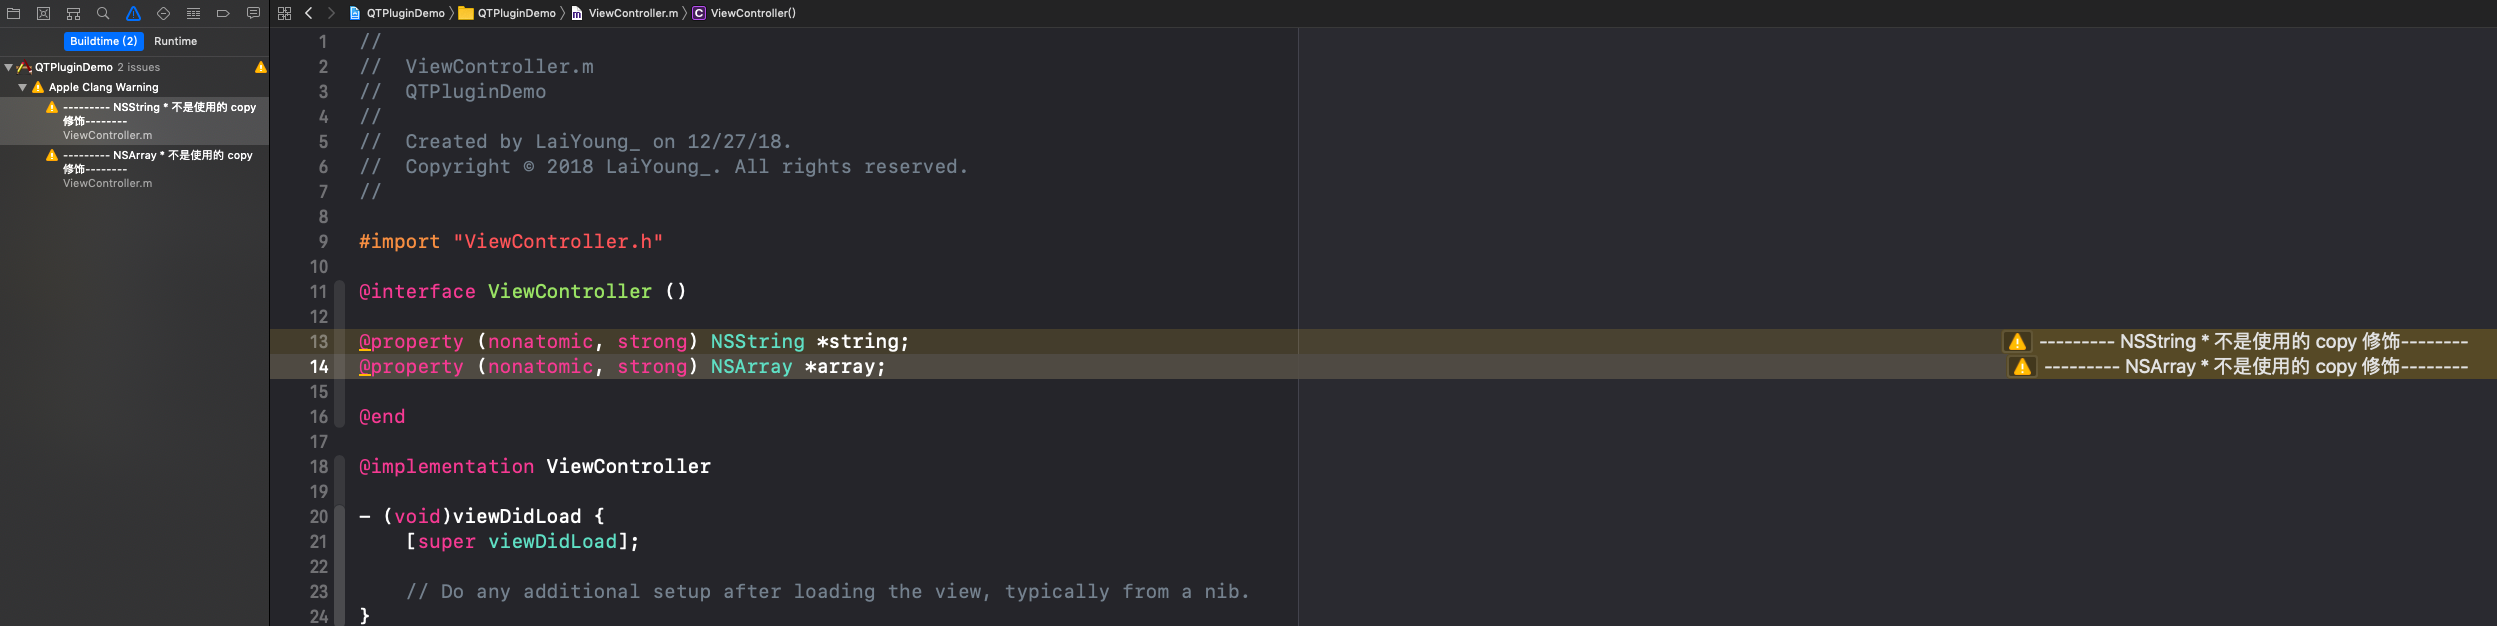 QTPluginDemo QTPluginDemo ViewController.m ViewController()
Buildtime (2) Runtime
QTPluginDemo 2 issues
Apple Clang Warning
--------- NSString * 不是使用的 copy
修饰--------
ViewController.m
--------- NSArray * 不是使用的 copy
修饰--------
ViewController.m
1 //
2 //  ViewController.m
3 //  QTPluginDemo
4 //
5 //  Created by LaiYoung_ on 12/27/18.
6 //  Copyright © 2018 LaiYoung_. All rights reserved.
7 //
8
9 #import "ViewController.h"
10
11 @interface ViewController ()
12
13 @property (nonatomic, strong) NSString *string; --------- NSString * 不是使用的 copy 修饰--------
14 @property (nonatomic, strong) NSArray *array; --------- NSArray * 不是使用的 copy 修饰--------
15
16 @end
17
18 @implementation ViewController
19
20 - (void)viewDidLoad {
21     [super viewDidLoad];
22
23     // Do any additional setup after loading the view, typically from a nib.
24 }